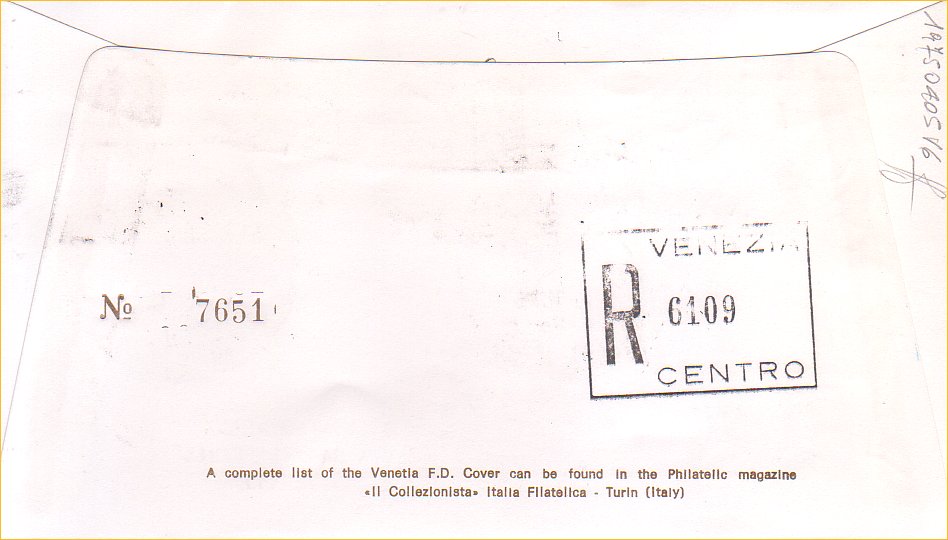 № 7651
VENEZIA
R 6109
CENTRO
A complete list of the Venetia F.D. Cover can be found in the Philatelic magazine
«Il Collezionista» Italia Filatelica - Turin (Italy)